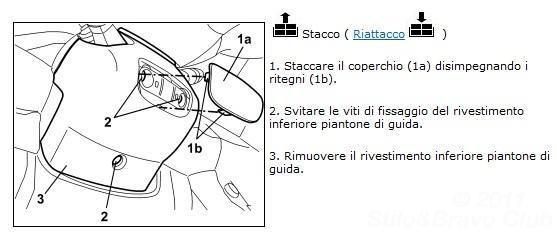 Stacco ( Riattacco )
1a
1. Staccare il coperchio (1a) disimpegnando i
ritegni (1b).
2
1b
2. Svitare le viti di fissaggio del rivestimento
inferiore piantone di guida.
3. Rimuovere il rivestimento inferiore piantone di
guida.
3
2
© 2011
Stilo&Bravo Club